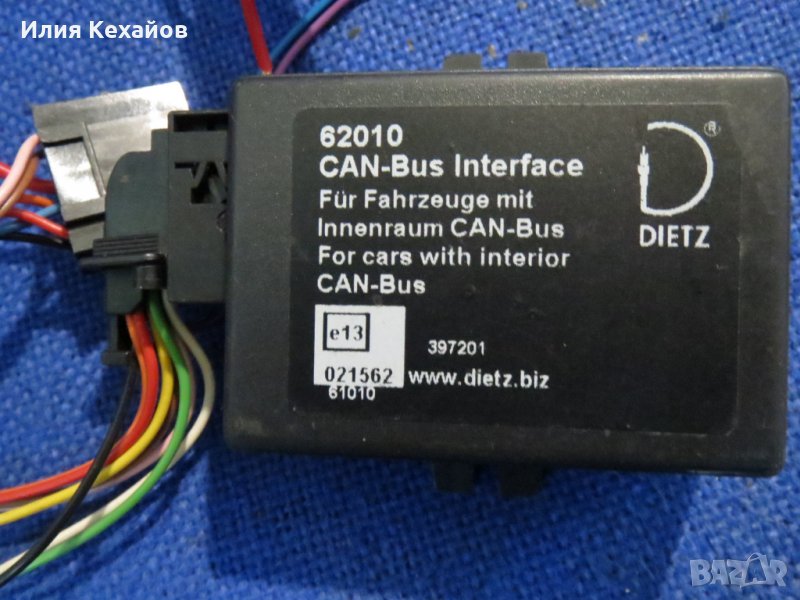 Илия Кехайов
62010
CAN-Bus Interface
Für Fahrzeuge mit
Innenraum CAN-Bus
For cars with interior
CAN-Bus
®
DIETZ
e13
021562
397201
www.dietz.biz
61010
BAZAR